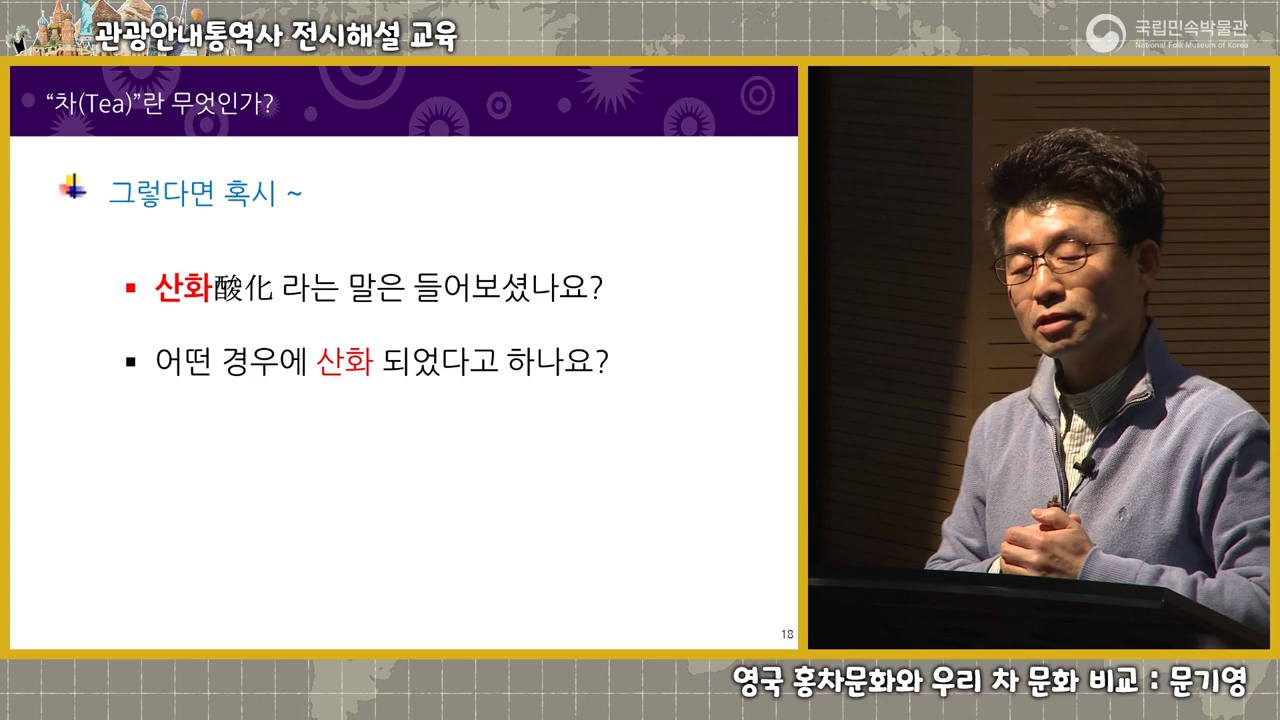 관광안내통역사 전시해설 교육
국립민속박물관
National Folk Museum of Korea
“차(Tea)”란 무엇인가?
그렇다면 혹시 ~
산화酸化 라는 말은 들어보셨나요?
어떤 경우에 산화 되었다고 하나요?
18
영국 홍차문화와 우리 차 문화 비교 : 문기영